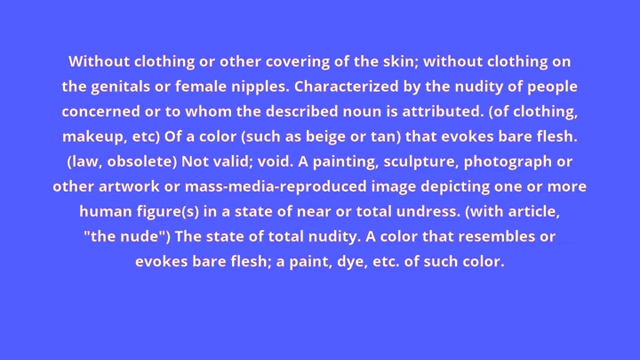 Without clothing or other covering of the skin; without clothing on
the genitals or female nipples. Characterized by the nudity of people
concerned or to whom the described noun is attributed. (of clothing,
makeup, etc) Of a color (such as beige or tan) that evokes bare flesh.
(law, obsolete) Not valid; void. A painting, sculpture, photograph or
other artwork or mass-media-reproduced image depicting one or more
human figure(s) in a state of near or total undress. (with article,
"the nude") The state of total nudity. A color that resembles or
evokes bare flesh; a paint, dye, etc. of such color.